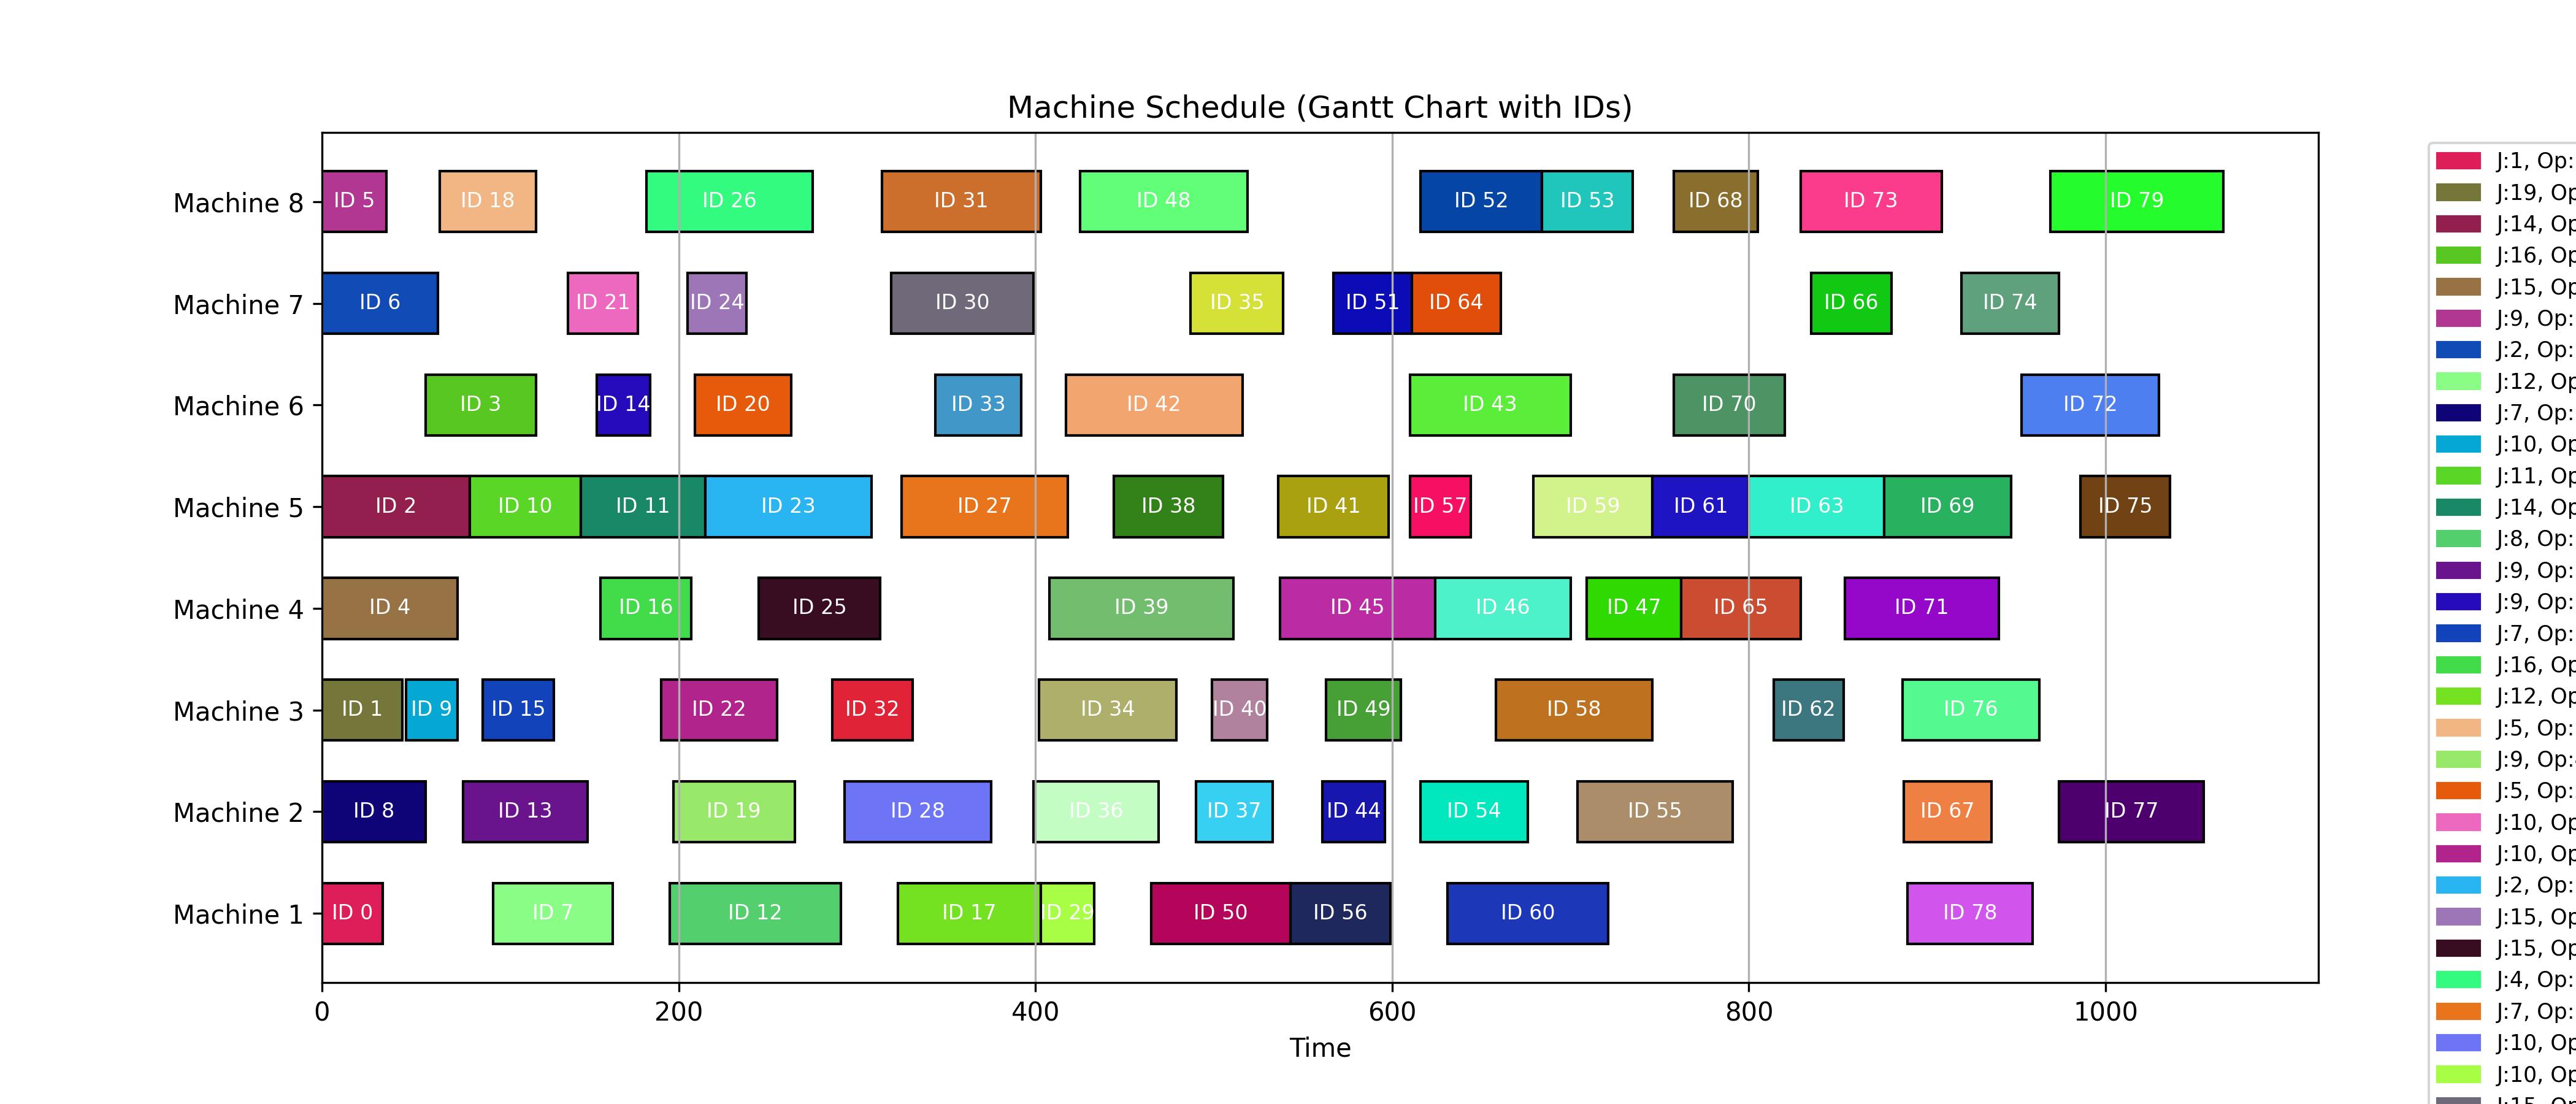 Machine Schedule (Gantt Chart with IDs)
Machine 8
ID 5 ID 18 ID 26 ID 31 ID 48 ID 52 ID 53 ID 68 ID 73 ID 79
Machine 7
ID 6 ID 21 ID 24 ID 30 ID 35 ID 51 ID 64 ID 66 ID 74
Machine 6
ID 3 ID 14 ID 20 ID 33 ID 42 ID 43 ID 70 ID 72
Machine 5
ID 2 ID 10 ID 11 ID 23 ID 27 ID 38 ID 41 ID 57 ID 59 ID 61 ID 63 ID 69 ID 75
Machine 4
ID 4 ID 16 ID 25 ID 39 ID 45 ID 46 ID 47 ID 65 ID 71
Machine 3
ID 1 ID 9 ID 15 ID 22 ID 32 ID 34 ID 40 ID 49 ID 58 ID 62 ID 76
Machine 2
ID 8 ID 13 ID 19 ID 28 ID 36 ID 37 ID 44 ID 54 ID 55 ID 67 ID 77
Machine 1
ID 0 ID 7 ID 12 ID 17 ID 29 ID 50 ID 56 ID 60 ID 78
0 200 400 600 800 1000
Time
J:1, Op:
J:19, Op
J:14, Op
J:16, Op
J:15, Op
J:9, Op:
J:2, Op:
J:12, Op
J:7, Op:
J:10, Op
J:11, Op
J:14, Op
J:8, Op:
J:9, Op:
J:9, Op:
J:7, Op:
J:16, Op
J:12, Op
J:5, Op:
J:9, Op:
J:5, Op:
J:10, Op
J:10, Op
J:2, Op:
J:15, Op
J:15, Op
J:4, Op:
J:7, Op:
J:10, Op
J:10, Op
J:15, Op